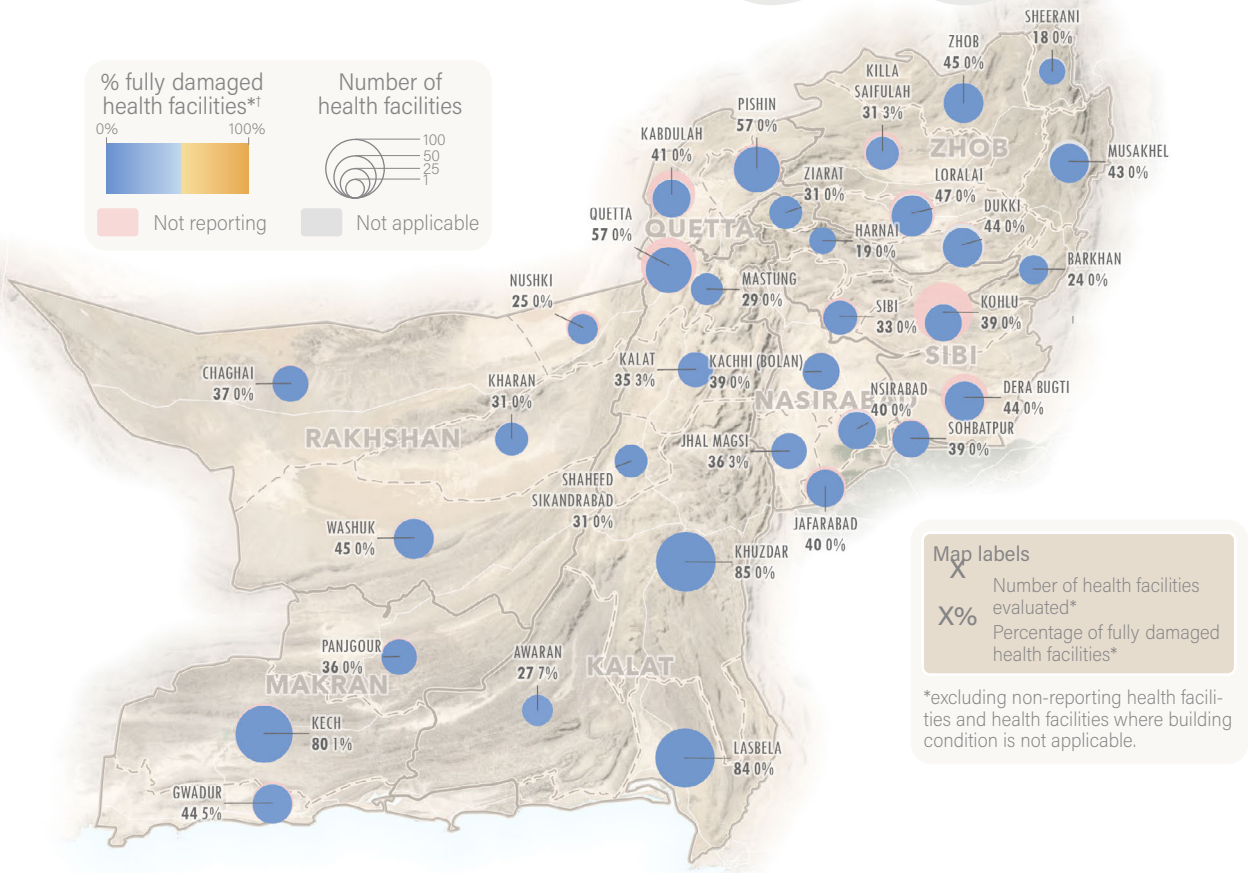 % fully damaged
health facilities*†
0%
100%
Number of
health facilities
100
50
25
1
Not reporting
Not applicable
SHEERANI
18 0%
ZHOB
45 0%
KILLA
SAIFULAH
31 3%
PISHIN
57 0%
KABDULAH
41 0%
ZHOB
MUSAKHEL
43 0%
ZIARAT
31 0%
LORALAI
47 0%
DUKKI
44 0%
QUETTA
57 0%
QUETTA
HARNAI
19 0%
BARKHAN
24 0%
NUSHKI
25 0%
MASTUNG
29 0%
SIBI
33 0%
KOHLU
39 0%
SIBI
CHAGHAI
37 0%
KHARAN
31 0%
KALAT
35 3%
KACHHI (BOLAN)
39 0%
NASIRABAD
NSIRABAD
40 0%
DERA BUGTI
44 0%
SOHBATPUR
39 0%
RAKHSHAN
JHAL MAGSI
36 3%
SHAHEED
SIKANDRABAD
31 0%
JAFARABAD
40 0%
WASHUK
45 0%
KHUZDAR
85 0%
PANJGOUR
36 0%
MAKRAN
AWARAN
27 7%
KALAT
KECH
80 1%
LASBELA
84 0%
GWADUR
44 5%
Map labels
X
Number of health facilities
evaluated*
X%
Percentage of fully damaged
health facilities*
*excluding non-reporting health facili-
ties and health facilities where building
condition is not applicable.